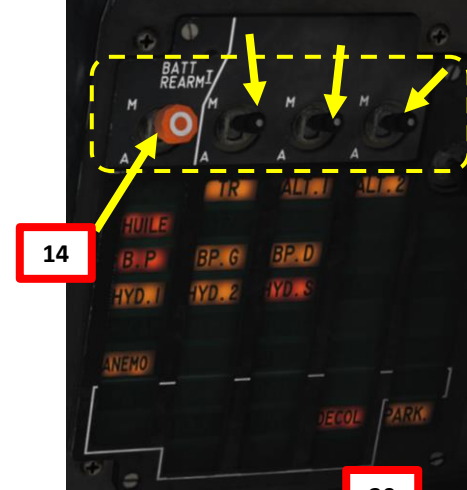 BATT
REARM
M M M M
A A A A
TR ALT.1 ALT.2
HUILE
14
B.P BP.G BP.D
HYD.1 HYD.2 HYD.S
ANEMO
DECOL PARK.